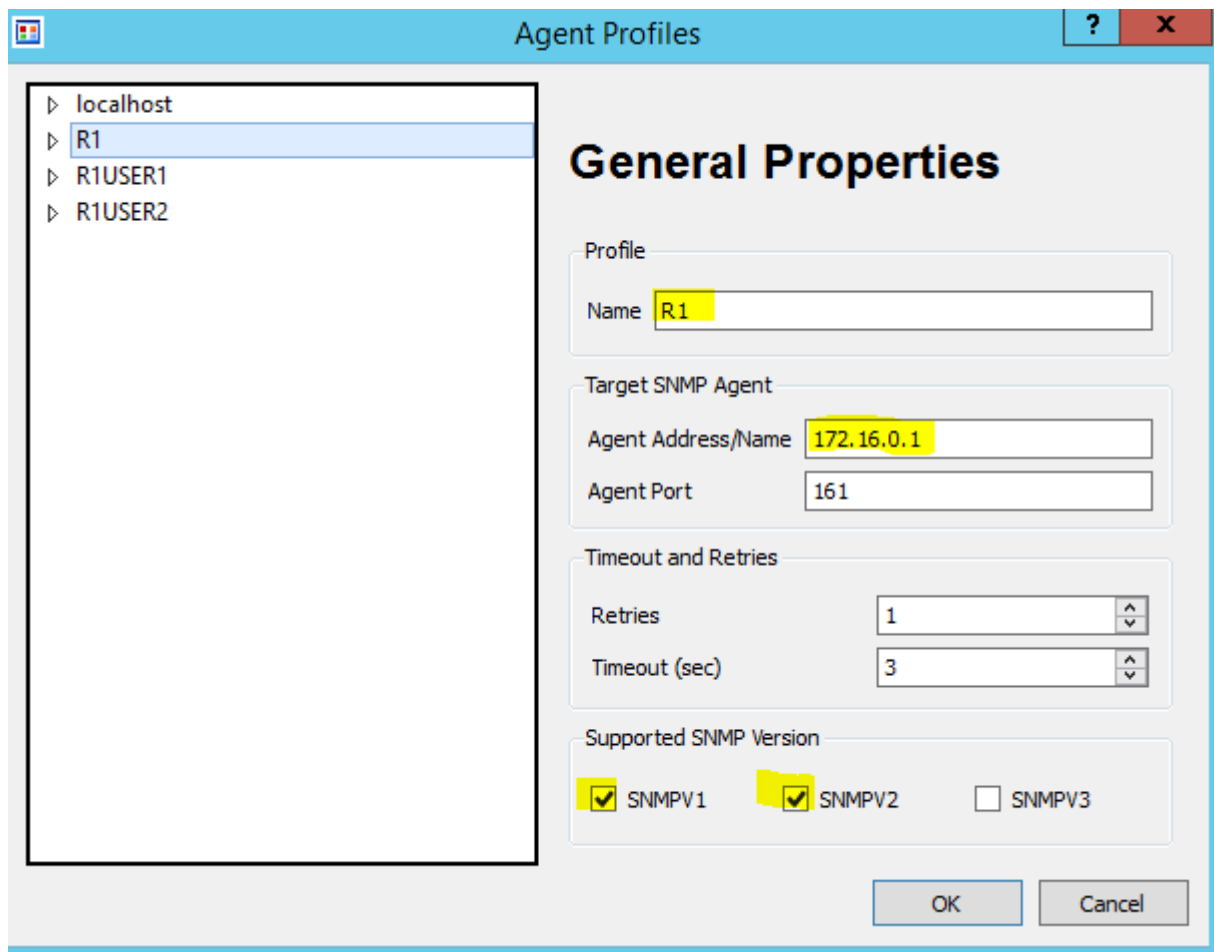 Agent Profiles
?
x
localhost
R1
R1USER1
R1USER2
General Properties
Profile
Name R1
Target SNMP Agent
Agent Address/Name 172.16.0.1
Agent Port 161
Timeout and Retries
Retries 1
Timeout (sec) 3
Supported SNMP Version
SNMPV1 SNMPV2 SNMPV3
OK Cancel